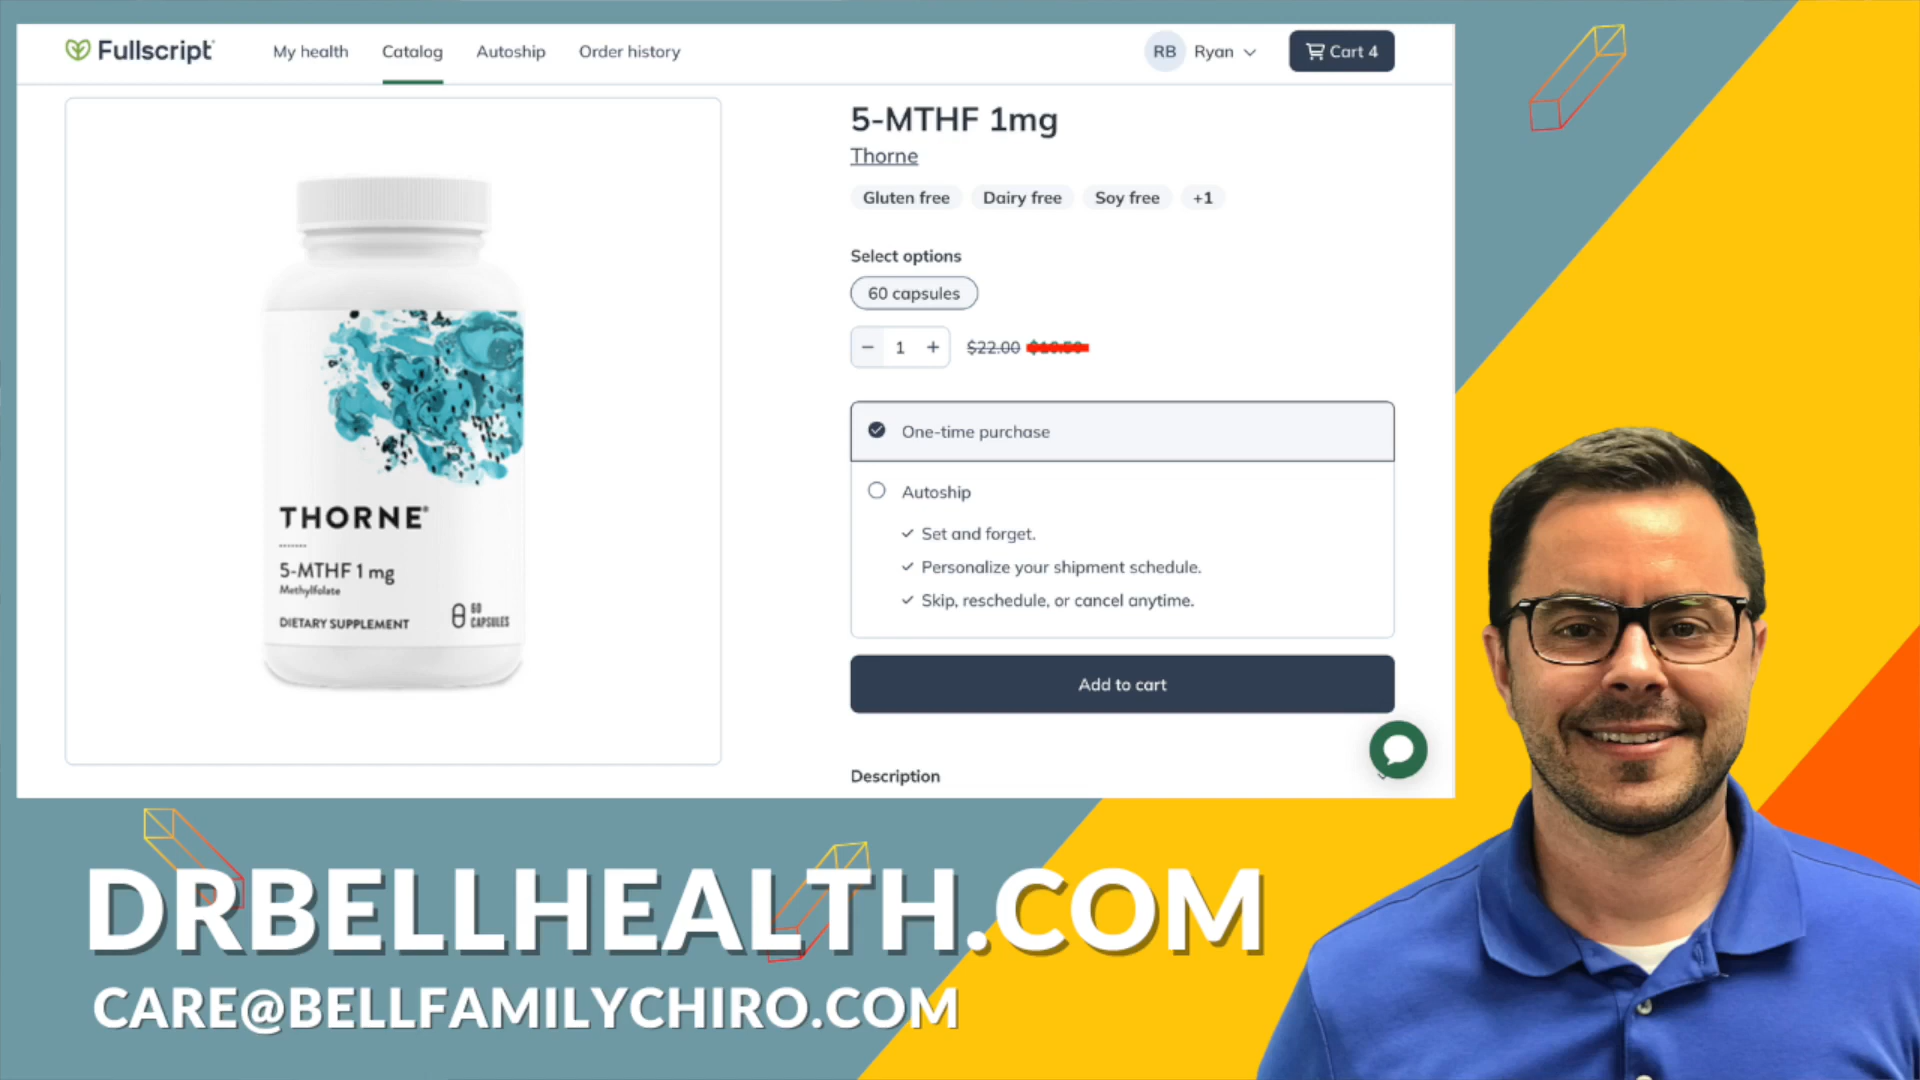 Fullscript
My health
Catalog
Autoship
Order history
RB
Ryan
Cart 4
THORNE®
5-MTHF 1 mg
Methylfolate
DIETARY SUPPLEMENT
60
CAPSULES
5-MTHF 1mg
Thorne
Gluten free
Dairy free
Soy free
+1
Select options
60 capsules
− 1 + $22.00
One-time purchase
Autoship
Set and forget.
Personalize your shipment schedule.
Skip, reschedule, or cancel anytime.
Add to cart
Description
DRBELLHEALTH.COM
CARE@BELLFAMILYCHIRO.COM